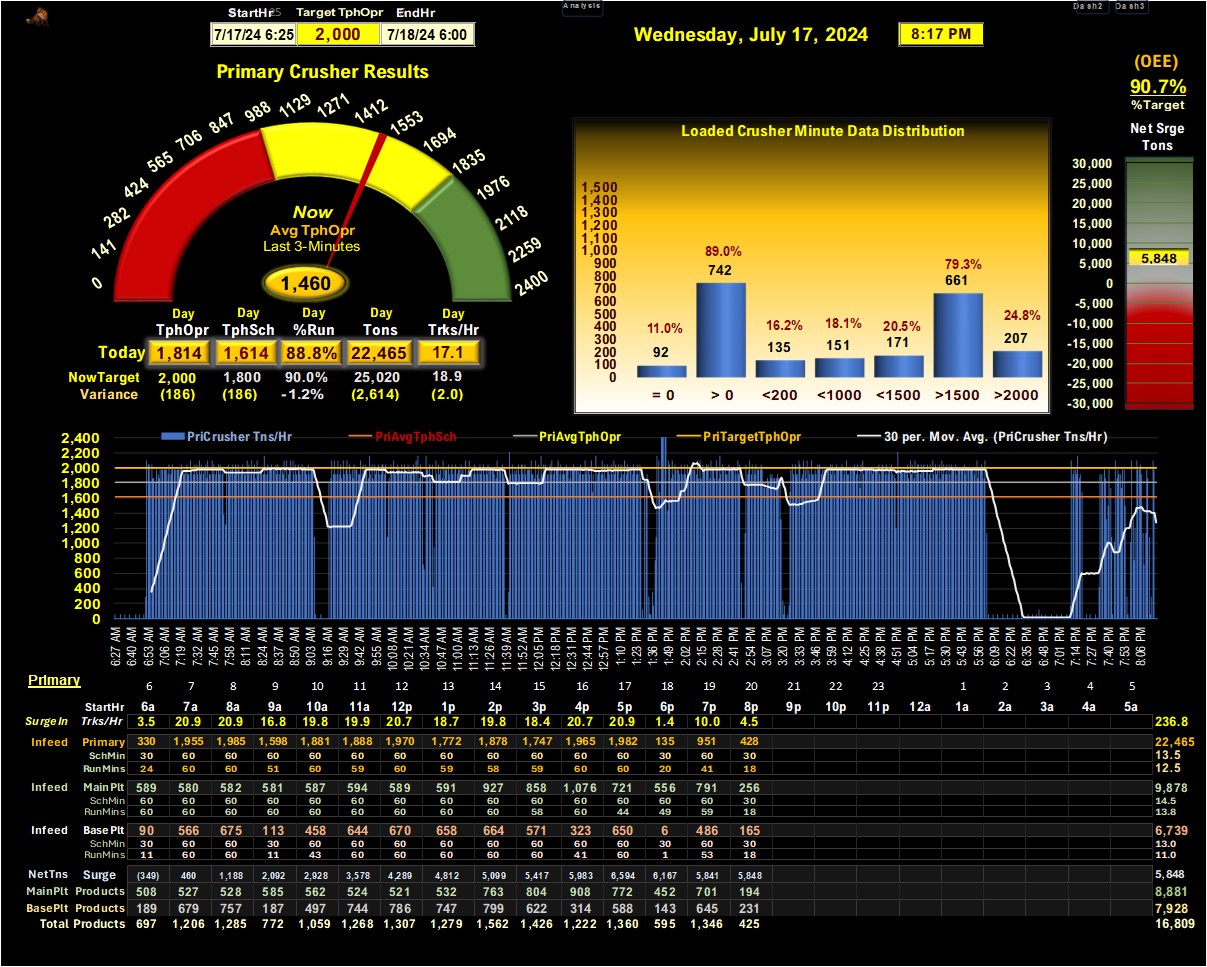 Analysis
Dash2 Dash3
StartHr Target TphOpr EndHr
7/17/24 6:25 2,000 7/18/24 6:00
Wednesday, July 17, 2024 8:17 PM
Primary Crusher Results
(OEE)
90.7%
%Target
Net Srge
Tons
0 141 282 424 565 706 847 988 1129 1271 1412 1553 1694 1835 1976 2118 2259 2400
Now
Avg TphOpr
Last 3-Minutes
1,460
Day Day Day Day Day
TphOpr TphSch %Run Tons Trks/Hr
Today 1,814 1,614 88.8% 22,465 17.1
NowTarget 2,000 1,800 90.0% 25,020 18.9
Variance (186) (186) -1.2% (2,614) (2.0)
Loaded Crusher Minute Data Distribution
1,500
1,400
1,300
1,200
1,100
1,000
900
800
700
600
500
400
300
200
100
0
11.0% 89.0% 16.2% 18.1% 20.5% 79.3% 24.8%
92 742 135 151 171 661 207
= 0 > 0 <200 <1000 <1500 >1500 >2000
30,000
25,000
20,000
15,000
10,000
5,000
0
-5,000
-10,000
-15,000
-20,000
-25,000
-30,000
5,848
PriCrusher Tns/Hr PriAvgTphSch PriAvgTphOpr PriTargetTphOpr 30 per. Mov. Avg. (PriCrusher Tns/Hr)
2,400
2,200
2,000
1,800
1,600
1,400
1,200
1,000
800
600
400
200
0
6:27 AM 6:40 AM 6:53 AM 7:06 AM 7:19 AM 7:32 AM 7:45 AM 7:58 AM 8:11 AM 8:24 AM 8:37 AM 8:50 AM 9:03 AM 9:16 AM 9:29 AM 9:42 AM 9:55 AM 10:08 AM 10:21 AM 10:34 AM 10:47 AM 11:00 AM 11:13 AM 11:26 AM 11:39 AM 11:52 AM 12:05 PM 12:18 PM 12:31 PM 12:44 PM 12:57 PM 1:10 PM 1:23 PM 1:36 PM 1:49 PM 2:02 PM 2:15 PM 2:28 PM 2:41 PM 2:54 PM 3:07 PM 3:20 PM 3:33 PM 3:46 PM 3:59 PM 4:12 PM 4:25 PM 4:38 PM 4:51 PM 5:04 PM 5:17 PM 5:30 PM 5:43 PM 5:56 PM 6:09 PM 6:22 PM 6:35 PM 6:48 PM 7:01 PM 7:14 PM 7:27 PM 7:40 PM 7:53 PM 8:06 PM
Primary
6 7 8 9 10 11 12 13 14 15 16 17 18 19 20 21 22 23 1 2 3 4 5
StartHr 6a 7a 8a 9a 10a 11a 12p 1p 2p 3p 4p 5p 6p 7p 8p 9p 10p 11p 12a 1a 2a 3a 4a 5a
SurgeIn Trks/Hr 3.5 20.9 20.9 16.8 19.8 19.9 20.7 18.7 19.8 18.4 20.7 20.9 1.4 10.0 4.5 236.8
Infeed Primary 330 1,955 1,985 1,598 1,881 1,888 1,970 1,772 1,878 1,747 1,965 1,982 135 951 428 22,465
SchMin 30 60 60 60 60 60 60 60 60 60 60 60 30 60 30 13.5
RunMins 24 60 60 51 60 59 60 59 58 59 60 60 20 41 18 12.5
Infeed MainPlt 589 580 582 581 587 594 589 591 927 858 1,076 721 556 791 256 9,878
SchMin 60 60 60 60 60 60 60 60 60 60 60 60 60 60 30 14.5
RunMins 60 60 60 60 60 60 60 60 60 58 60 44 49 59 18 13.8
Infeed BasePlt 90 566 675 113 458 644 670 658 664 571 323 650 6 486 165 6,739
SchMin 30 60 60 30 60 60 60 60 60 60 60 60 30 60 30 13.0
RunMins 11 60 60 11 43 60 60 60 60 60 41 60 1 53 18 11.0
NetTns Surge (349) 460 1,188 2,092 2,928 3,578 4,289 4,812 5,099 5,417 5,983 6,594 6,167 5,841 5,848 5,848
MainPlt Products 508 527 528 585 562 524 521 532 763 804 908 772 452 701 194 8,881
BasePlt Products 189 679 757 187 497 744 786 747 799 622 314 588 143 645 231 7,928
Total Products 697 1,206 1,285 772 1,059 1,268 1,307 1,279 1,562 1,426 1,222 1,360 595 1,346 425 16,809